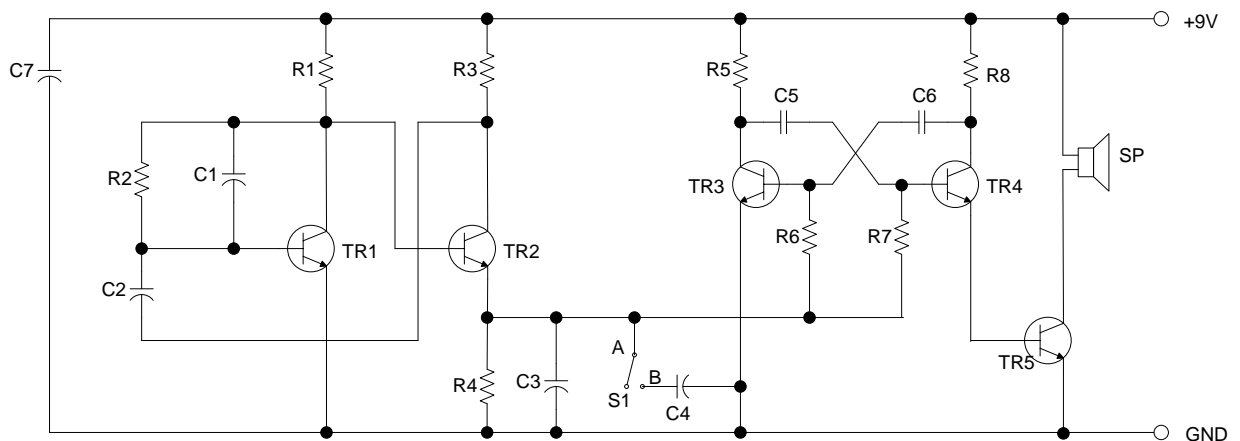 +9V
C7
R1
R3
R5
R8
C5
C6
R2
C1
SP
TR3
TR4
R6
R7
TR1
TR2
C2
A
TR5
R4
C3
B
S1
C4
GND